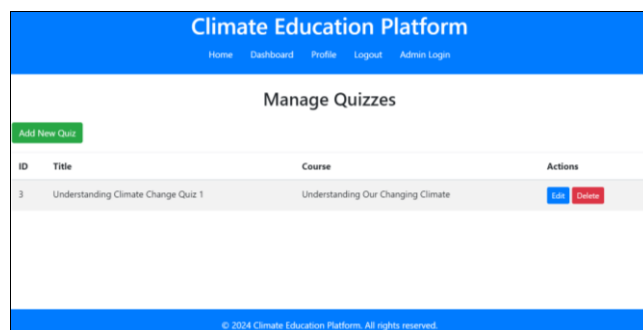 Climate Education Platform
Home Dashboard Profile Logout Admin Login
Manage Quizzes
Add New Quiz
ID Title Course Actions
3 Understanding Climate Change Quiz 1 Understanding Our Changing Climate Edit Delete
© 2024 Climate Education Platform. All rights reserved.